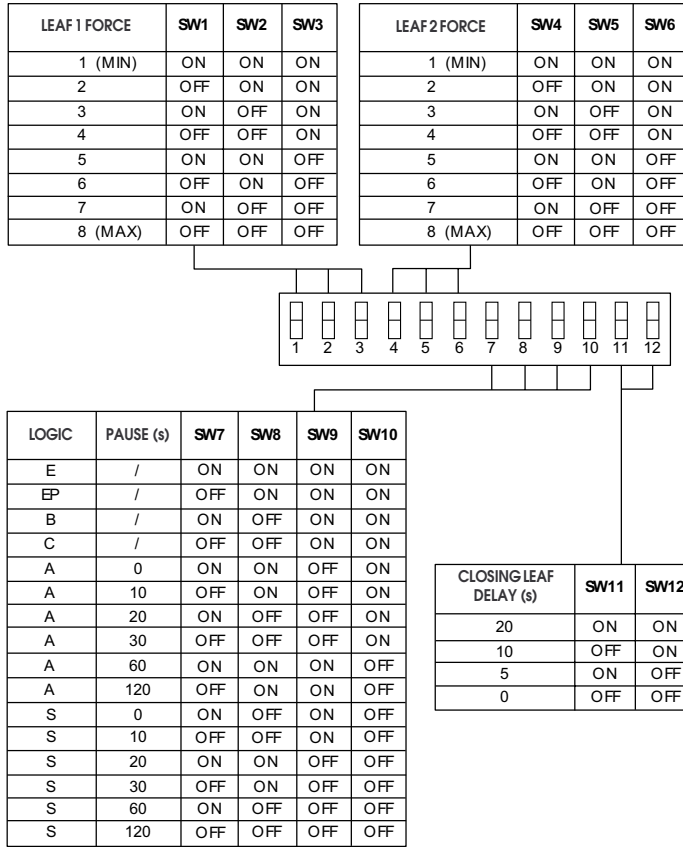 LEAF 1 FORCE SW1 SW2 SW3
1 (MIN) ON ON ON
2 OFF ON ON
3 ON OFF ON
4 OFF OFF ON
5 ON ON OFF
6 OFF ON OFF
7 ON OFF OFF
8 (MAX) OFF OFF OFF
LEAF 2 FORCE SW4 SW5 SW6
1 (MIN) ON ON ON
2 OFF ON ON
3 ON OFF ON
4 OFF OFF ON
5 ON ON OFF
6 OFF ON OFF
7 ON OFF OFF
8 (MAX) OFF OFF OFF
1 2 3 4 5 6 7 8 9 10 11 12
LOGIC PAUSE (s) SW7 SW8 SW9 SW10
E / ON ON ON ON
EP / OFF ON ON ON
B / ON OFF ON ON
C / OFF OFF ON ON
A 0 ON ON OFF ON
A 10 OFF ON OFF ON
A 20 ON OFF OFF ON
A 30 OFF OFF OFF ON
A 60 ON ON ON OFF
A 120 OFF ON ON OFF
S 0 ON OFF ON OFF
S 10 OFF OFF ON OFF
S 20 ON ON OFF OFF
S 30 OFF ON OFF OFF
S 60 ON OFF OFF OFF
S 120 OFF OFF OFF OFF
CLOSING LEAF
DELAY (s) SW11 SW12
20 ON ON
10 OFF ON
5 ON OFF
0 OFF OFF